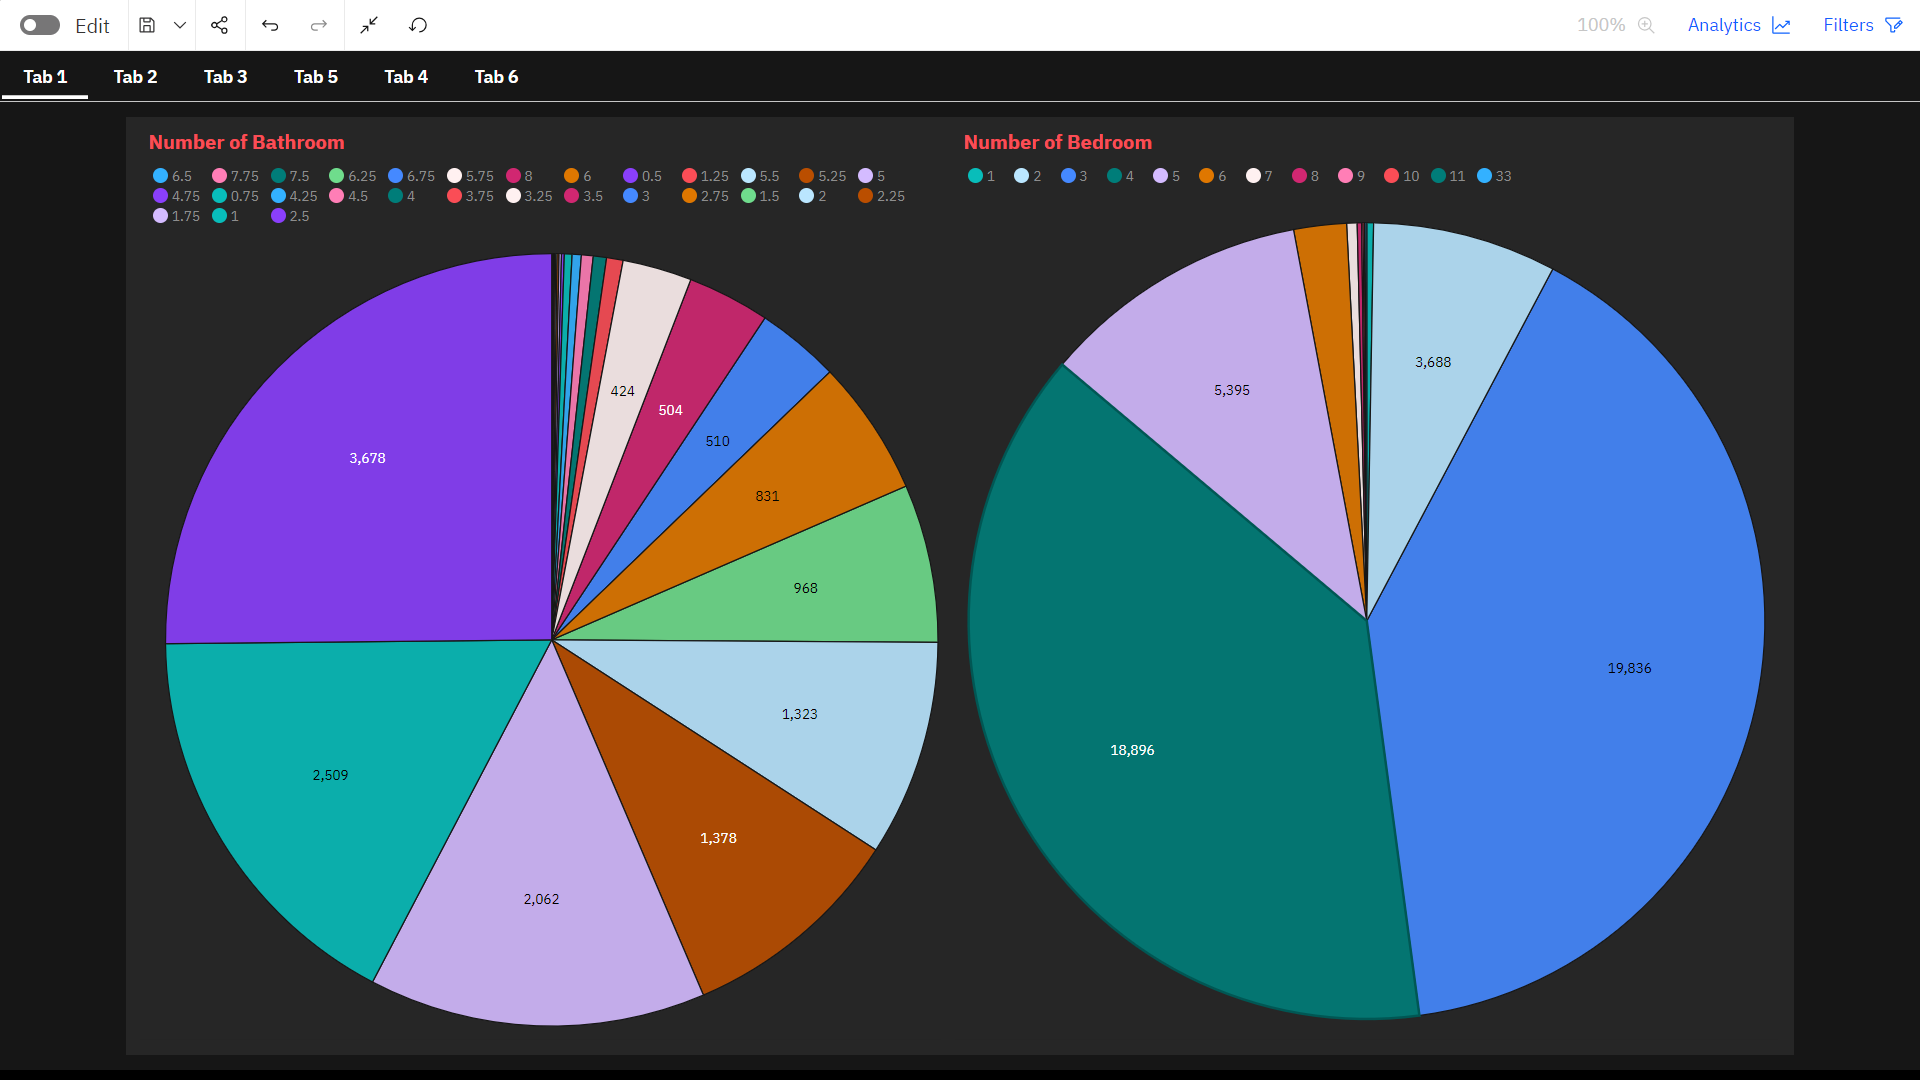 Edit 100% Analytics Filters
Tab 1 Tab 2 Tab 3 Tab 5 Tab 4 Tab 6
Number of Bathroom
6.5 7.75 7.5 6.25 6.75 5.75 8 6 0.5 1.25 5.5 5.25 5
4.75 0.75 4.25 4.5 4 3.75 3.25 3.5 3 2.75 1.5 2 2.25
1.75 1 2.5
424
504
510
3,678
831
968
1,323
2,509
1,378
2,062
Number of Bedroom
1 2 3 4 5 6 7 8 9 10 11 33
3,688
5,395
19,836
18,896